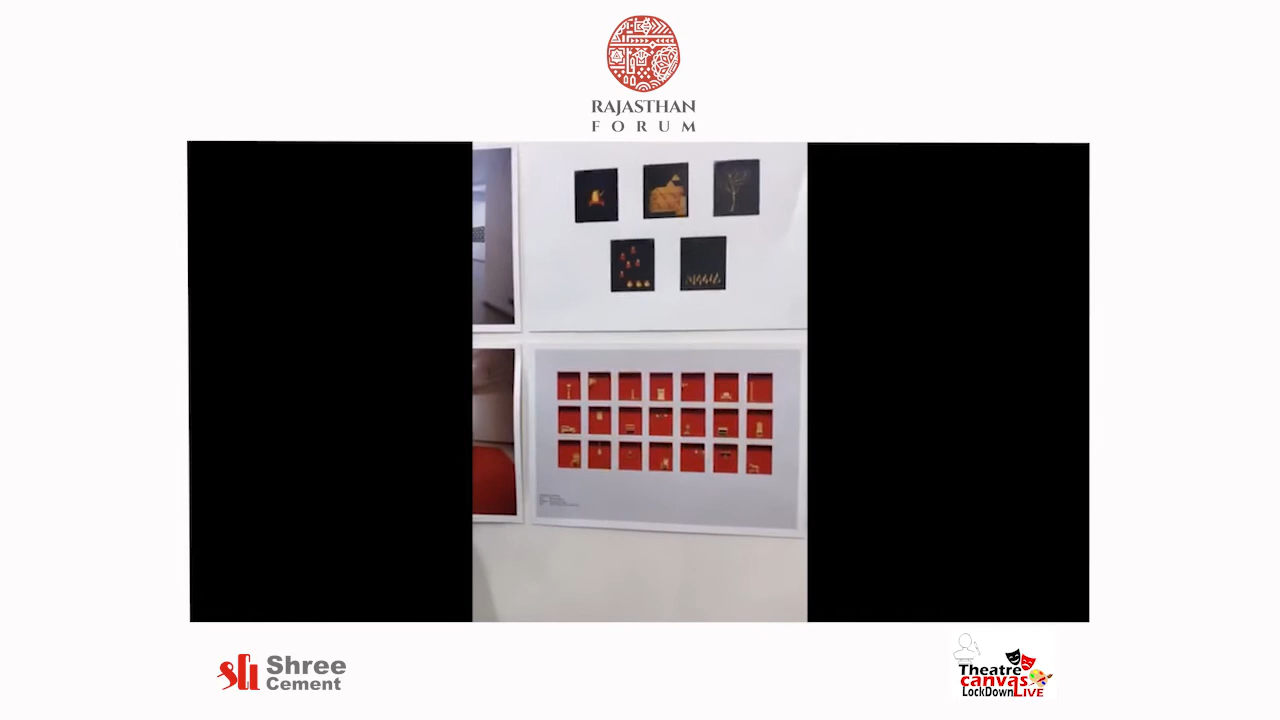 RAJASTHAN
FORUM
Shree
Cement
Theatre
canvas
LockDown LIVE